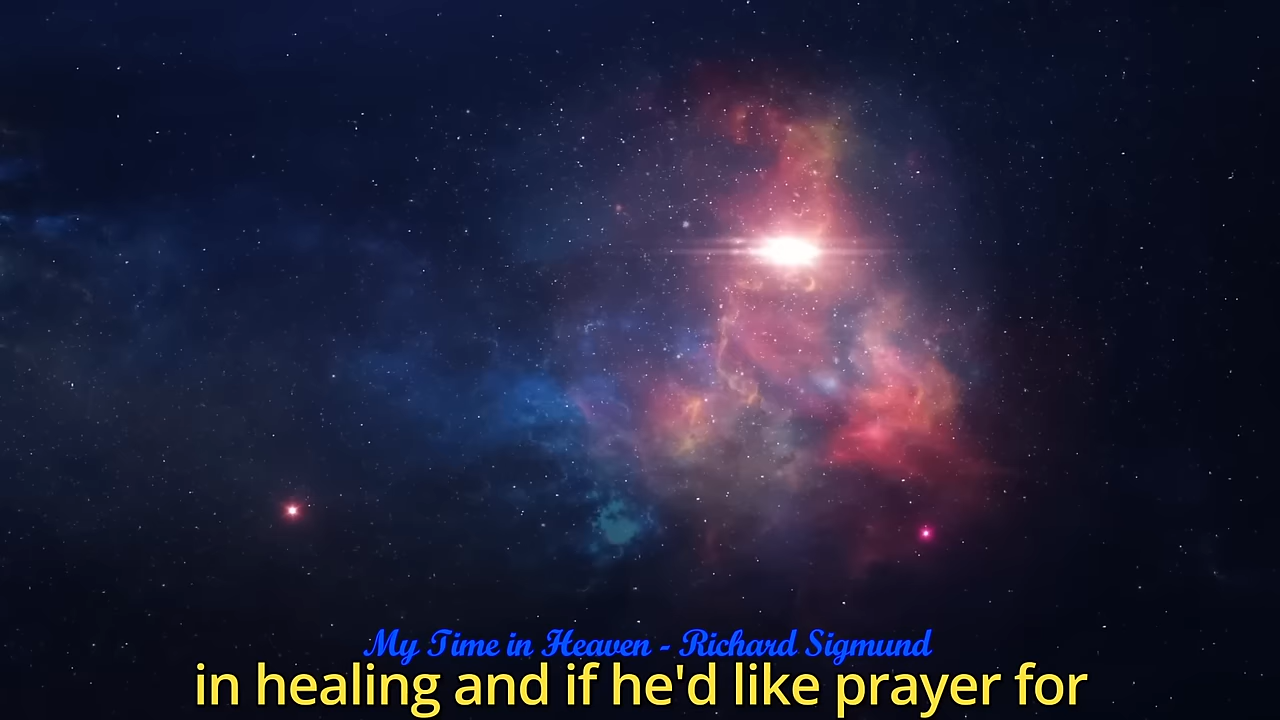 My Time in Heaven - Richard Sigmund
in healing and if he'd like prayer for